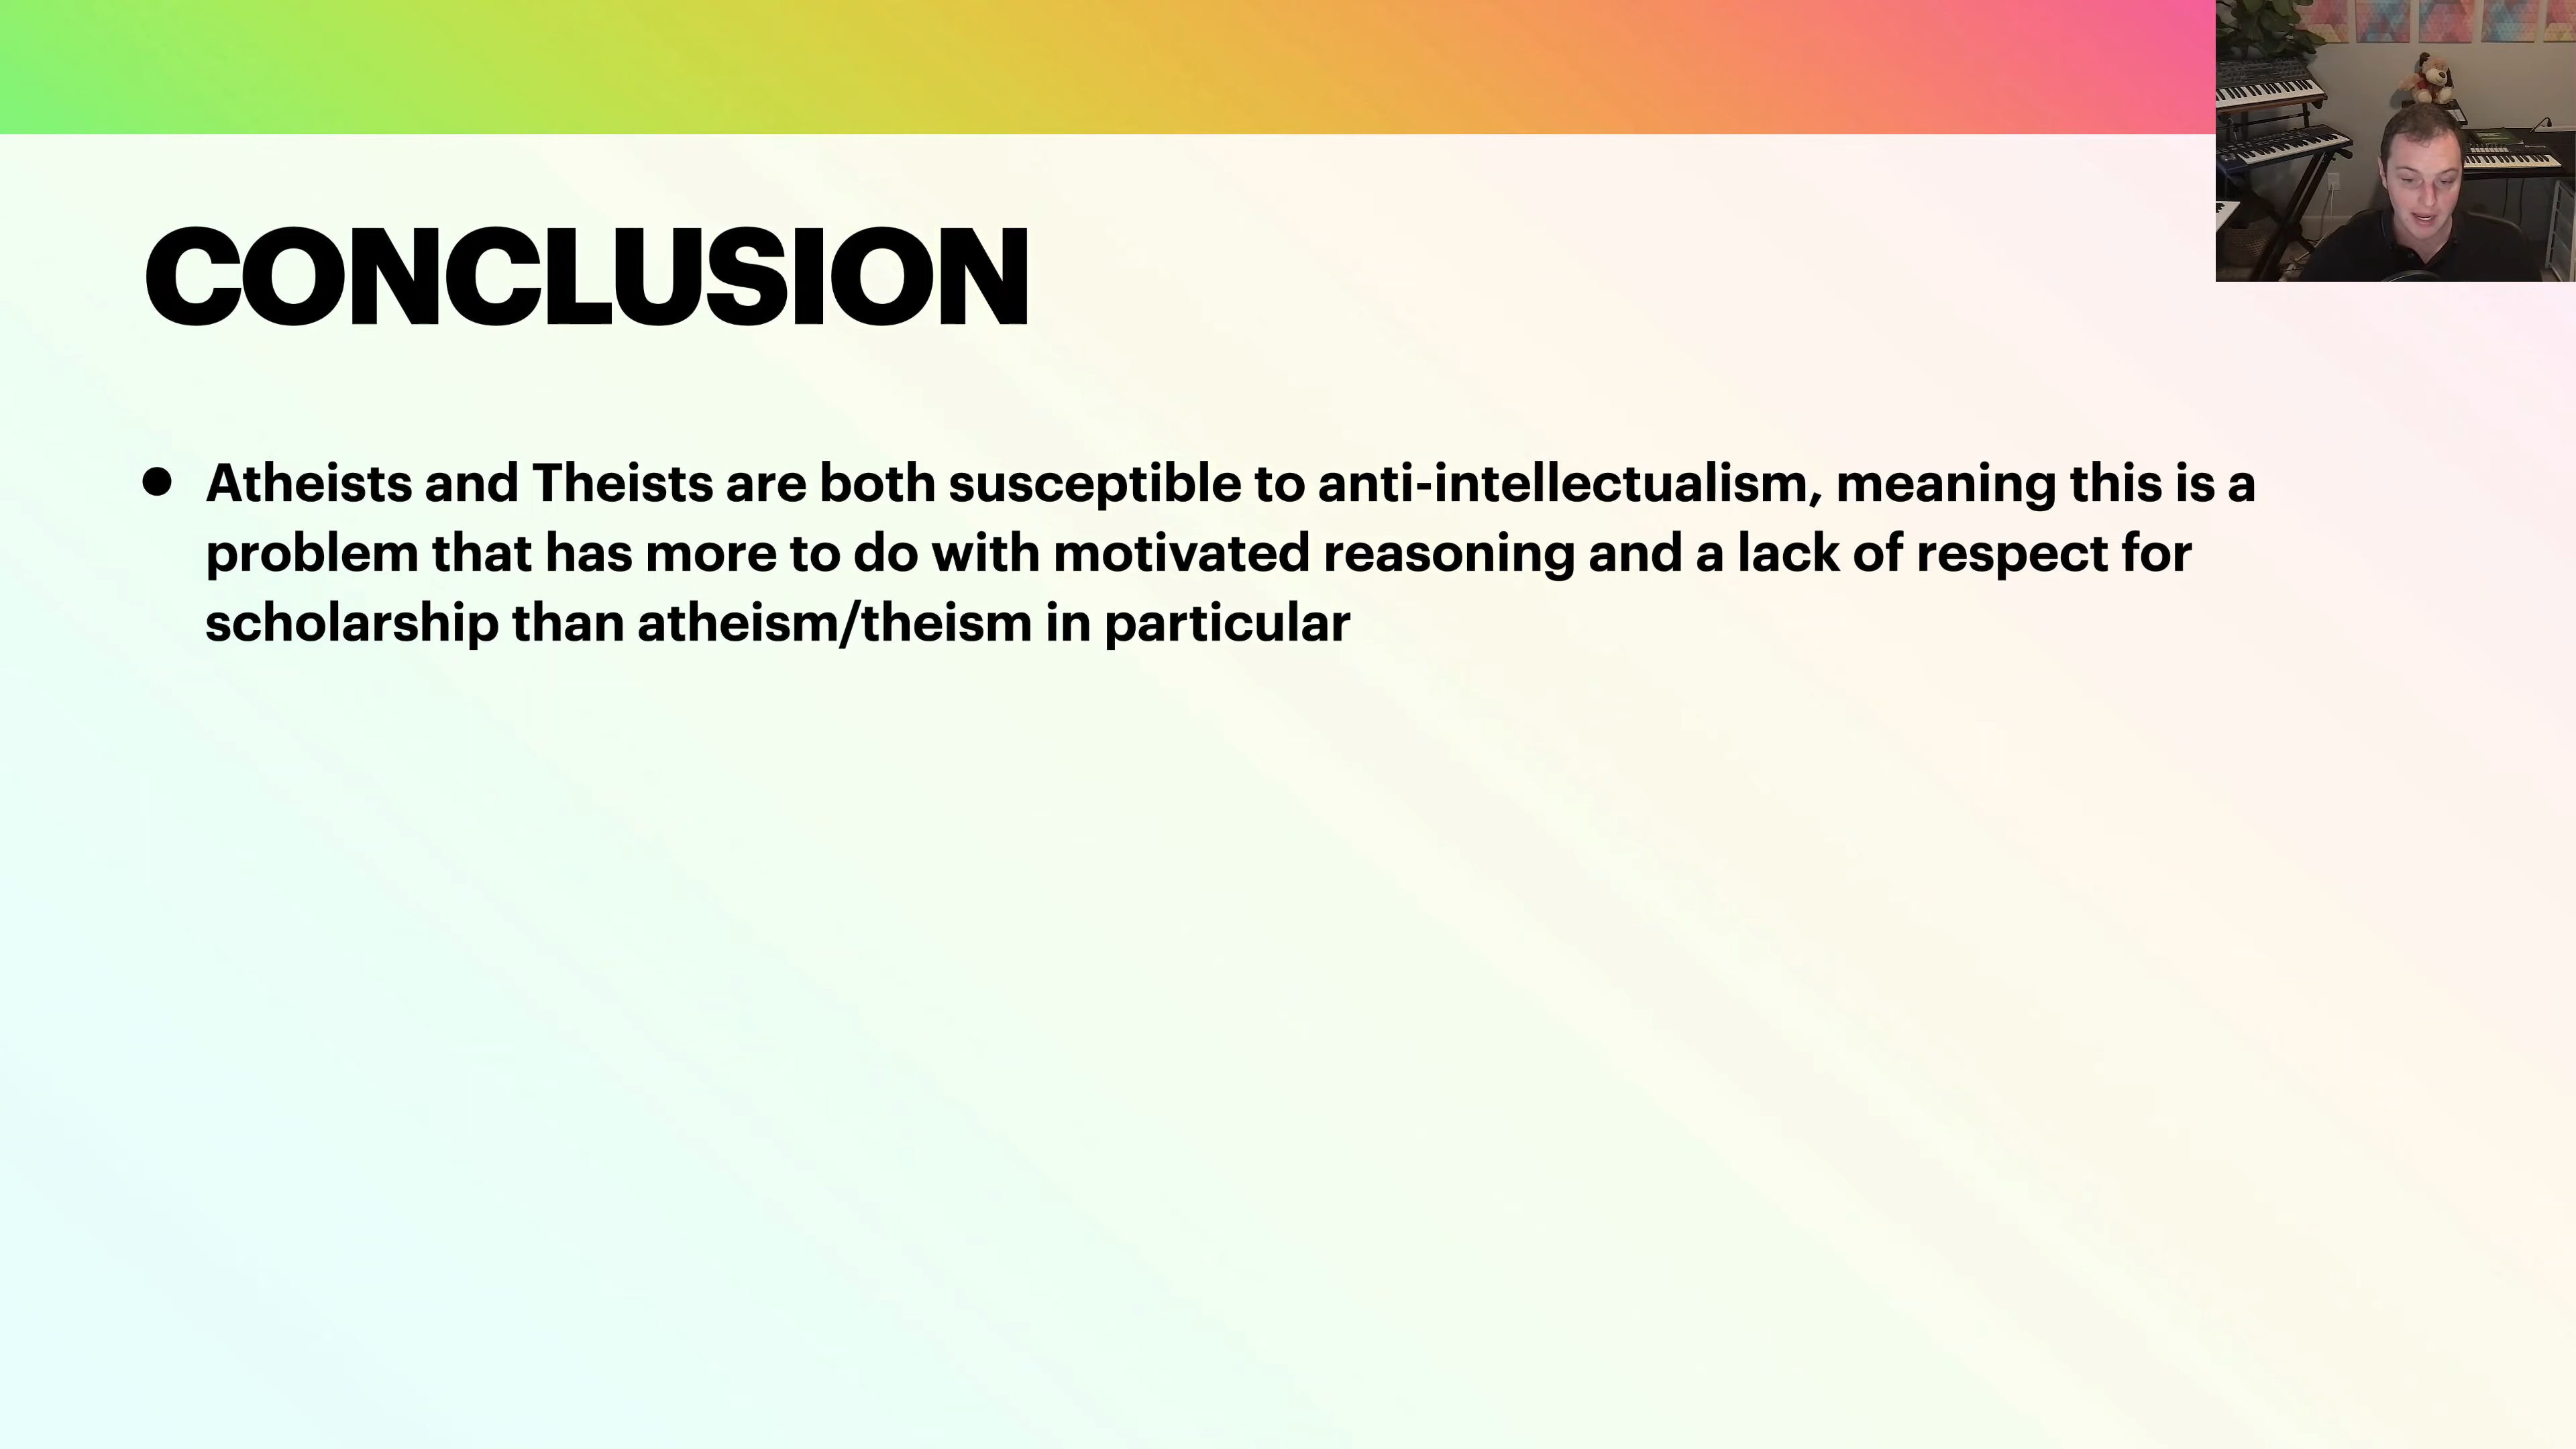 CONCLUSION
● Atheists and Theists are both susceptible to anti-intellectualism, meaning this is a
problem that has more to do with motivated reasoning and a lack of respect for
scholarship than atheism/theism in particular